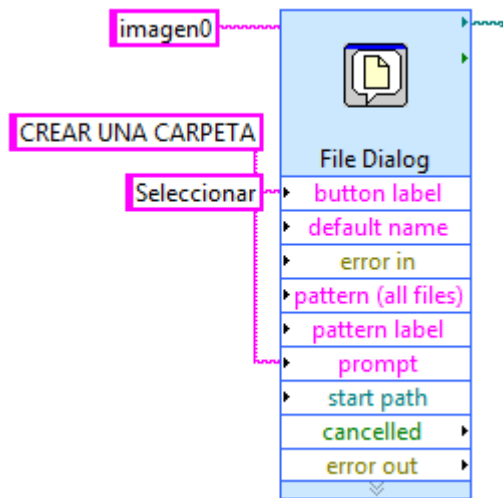 imagen0
CREAR UNA CARPETA
File Dialog
Seleccionar
button label
default name
error in
pattern (all files)
pattern label
prompt
start path
cancelled
error out